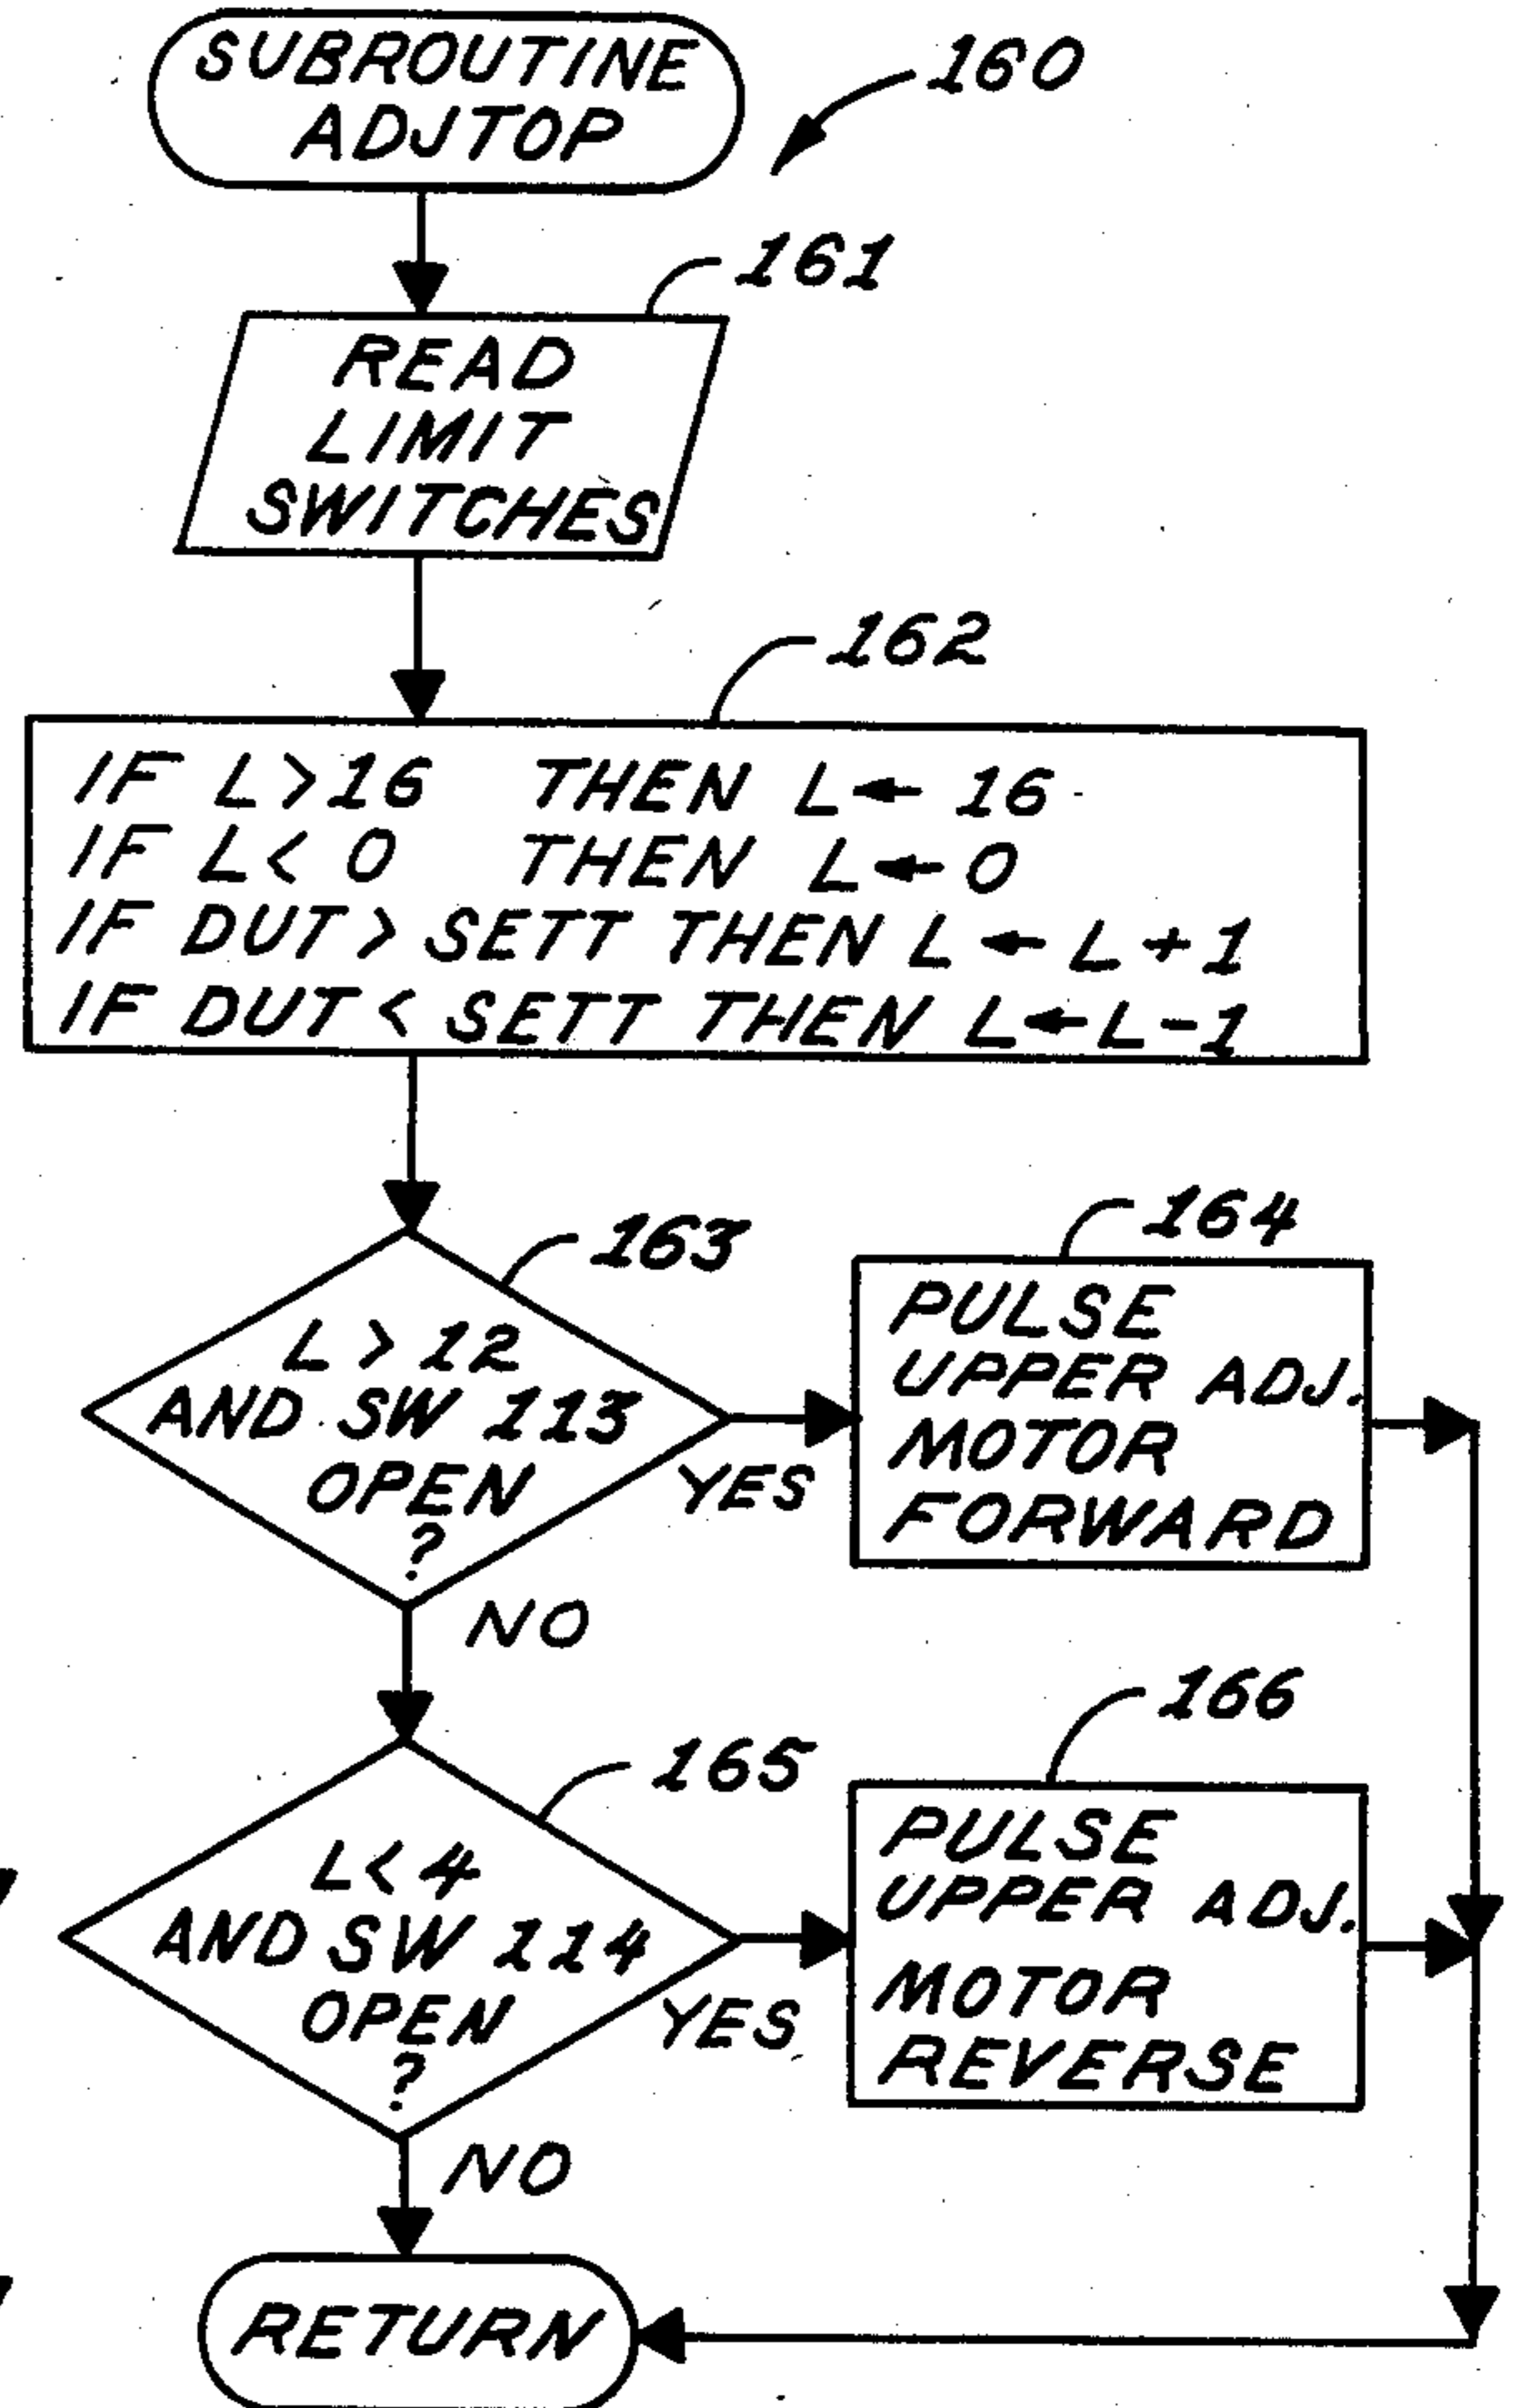 SUBROUTINE
ADJTOP
160
161
READ
LIMIT
SWITCHES
162
IF L > 16 THEN L ← 16
IF L < 0 THEN L ← 0
IF DUT > SETT THEN L ← L + 1
IF DUT < SETT THEN L ← L - 1
163
L > 12
AND SW 113
OPEN
?
YES
NO
164
PULSE
UPPER ADJ.
MOTOR
FORWARD
165
L < 4
AND SW 114
OPEN
?
YES
NO
166
PULSE
UPPER ADJ.
MOTOR
REVERSE
RETURN